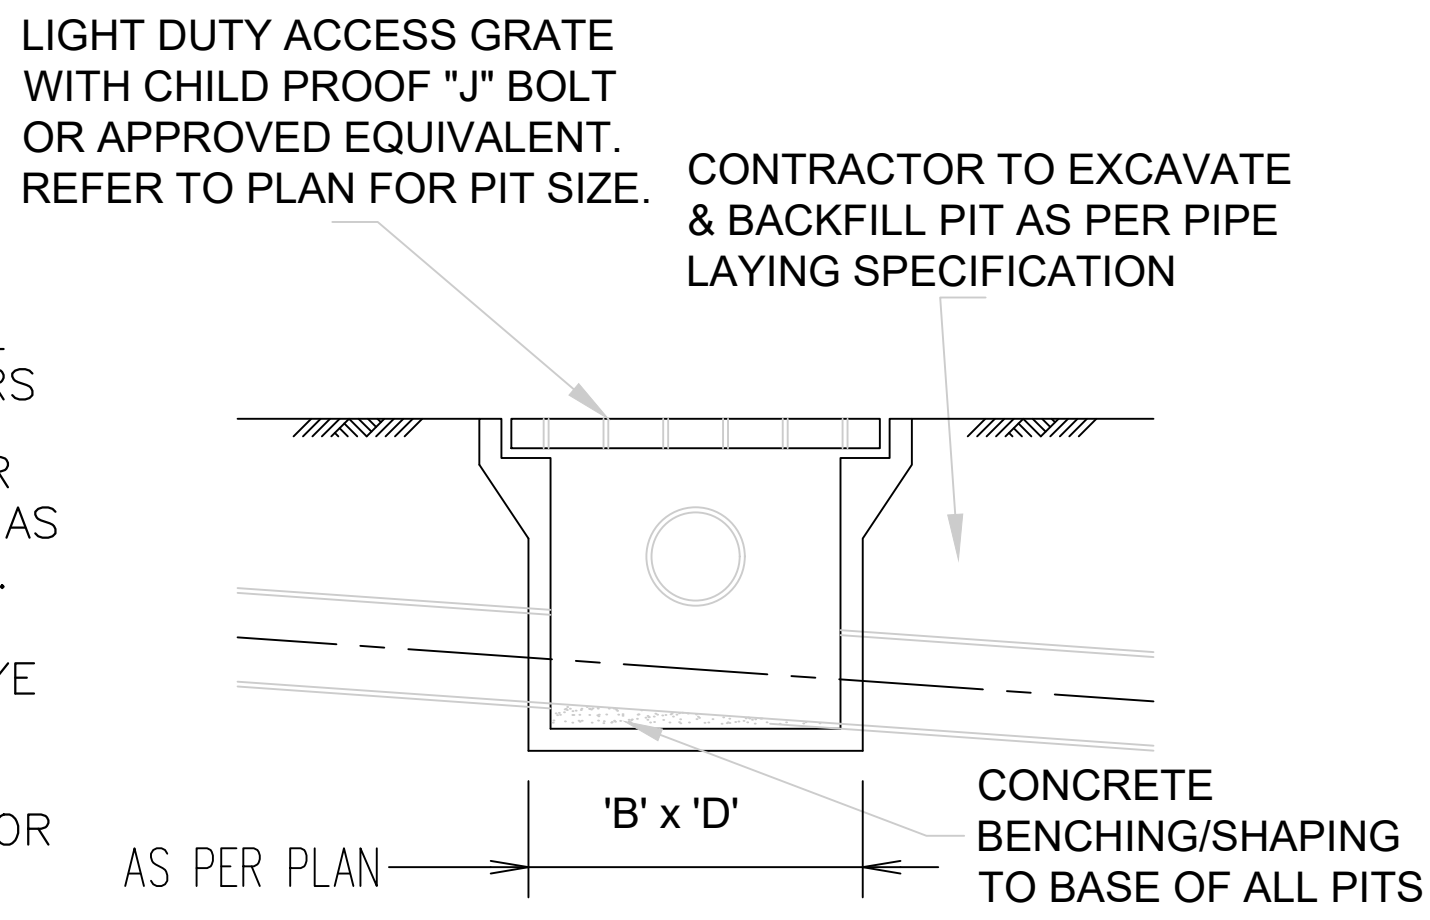 LIGHT DUTY ACCESS GRATE
WITH CHILD PROOF "J" BOLT
OR APPROVED EQUIVALENT.
REFER TO PLAN FOR PIT SIZE.
CONTRACTOR TO EXCAVATE
& BACKFILL PIT AS PER PIPE
LAYING SPECIFICATION
AS
'B' x 'D'
AS PER PLAN
CONCRETE
BENCHING/SHAPING
TO BASE OF ALL PITS